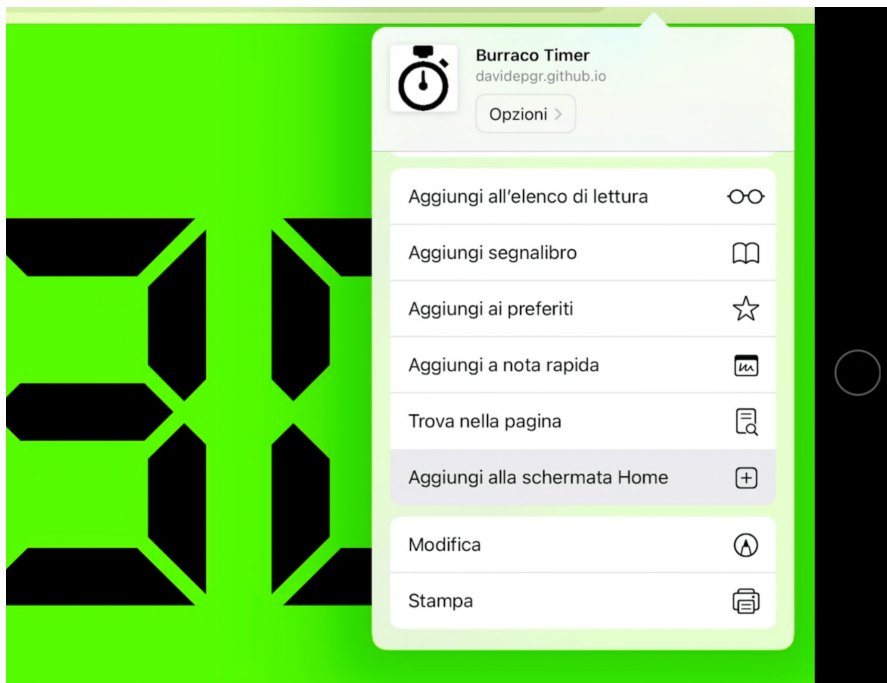 Burraco Timer
davidepgr.github.io
Opzioni
Aggiungi all'elenco di lettura
Aggiungi segnalibro
Aggiungi ai preferiti
Aggiungi a nota rapida
Trova nella pagina
Aggiungi alla schermata Home
Modifica
Stampa